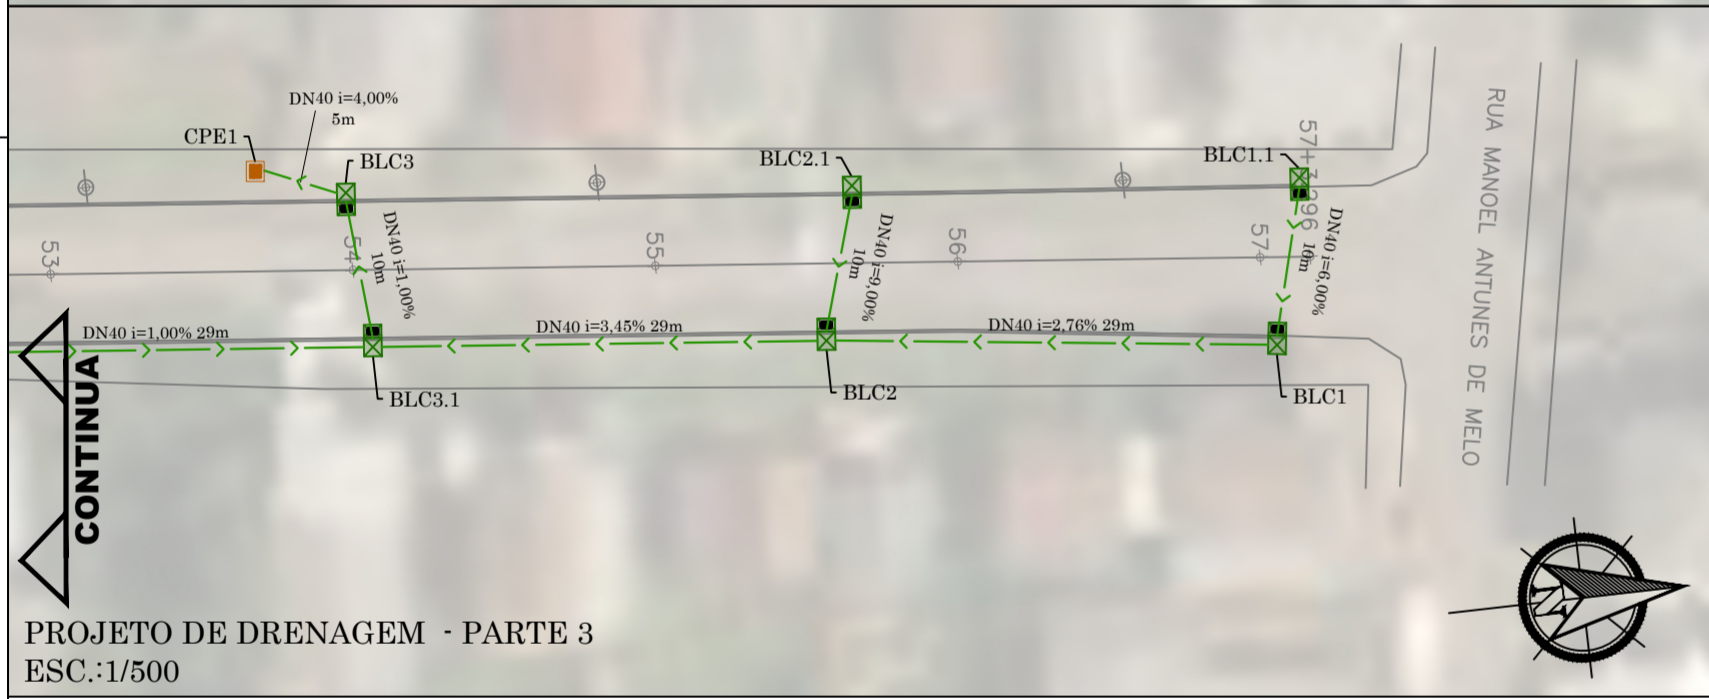 DN40 i=4,00%
5m
CPE1
BLC3
BLC2.1
BLC1.1
57+3.296
RUA MANOEL ANTUNES DE MELO
53
54
55
56
57
DN40 i=1,00%
10m
DN40 i=9,00%
10m
DN40 i=6,00%
10m
DN40 i=1,00% 29m
DN40 i=3,45% 29m
DN40 i=2,76% 29m
BLC3.1
BLC2
BLC1
CONTINUA
N
PROJETO DE DRENAGEM - PARTE 3
ESC.:1/500